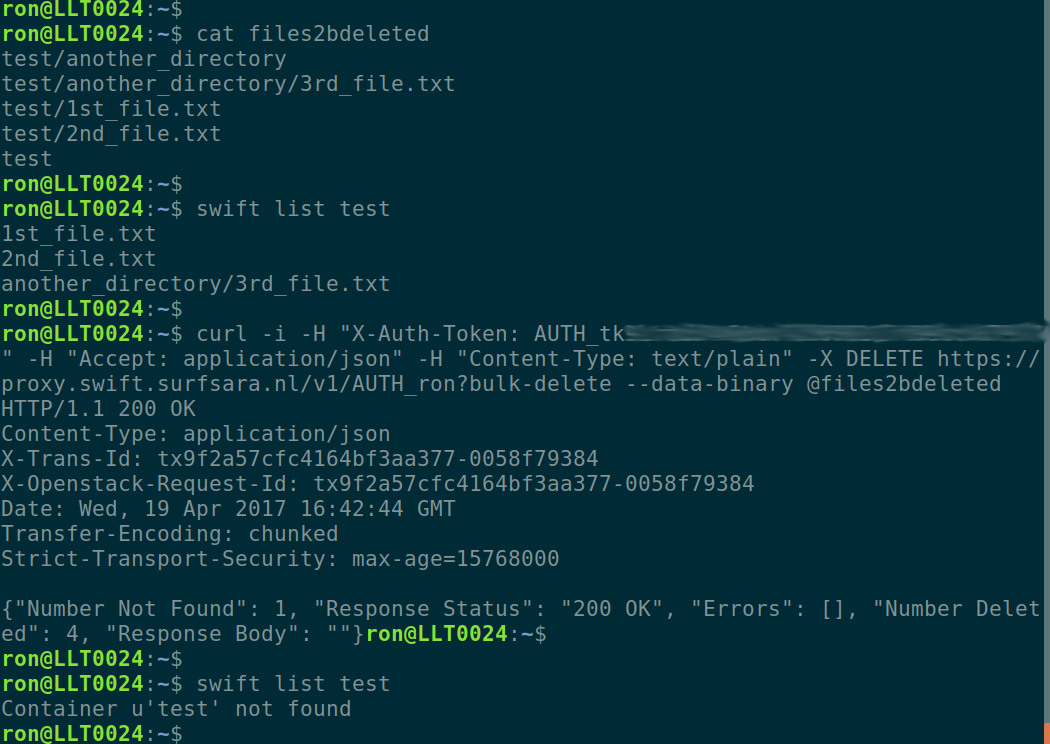 ron@LLT0024:~$
ron@LLT0024:~$ cat files2bdeleted
test/another_directory
test/another_directory/3rd_file.txt
test/1st_file.txt
test/2nd_file.txt
test
ron@LLT0024:~$
ron@LLT0024:~$ swift list test
1st_file.txt
2nd_file.txt
another_directory/3rd_file.txt
ron@LLT0024:~$
ron@LLT0024:~$ curl -i -H "X-Auth-Token: AUTH_tk
" -H "Accept: application/json" -H "Content-Type: text/plain" -X DELETE https://
proxy.swift.surfsara.nl/v1/AUTH_ron?bulk-delete --data-binary @files2bdeleted
HTTP/1.1 200 OK
Content-Type: application/json
X-Trans-Id: tx9f2a57cfc4164bf3aa377-0058f79384
X-Openstack-Request-Id: tx9f2a57cfc4164bf3aa377-0058f79384
Date: Wed, 19 Apr 2017 16:42:44 GMT
Transfer-Encoding: chunked
Strict-Transport-Security: max-age=15768000

{"Number Not Found": 1, "Response Status": "200 OK", "Errors": [], "Number Delet
ed": 4, "Response Body": ""}ron@LLT0024:~$
ron@LLT0024:~$
ron@LLT0024:~$ swift list test
Container u'test' not found
ron@LLT0024:~$